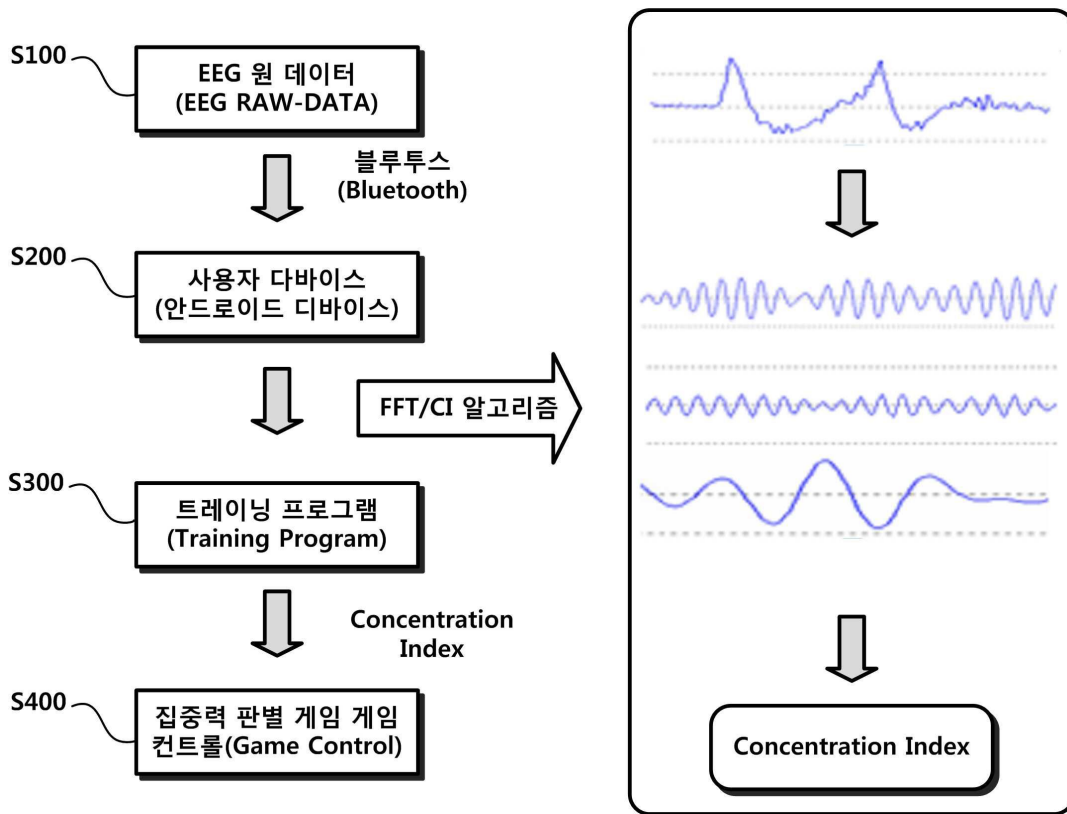 S100
EEG 원 데이터
(EEG RAW-DATA)
블루투스
(Bluetooth)
S200
사용자 다바이스
(안드로이드 디바이스)
FFT/CI 알고리즘
S300
트레이닝 프로그램
(Training Program)
Concentration
Index
S400
집중력 판별 게임 게임
컨트롤(Game Control)
Concentration Index